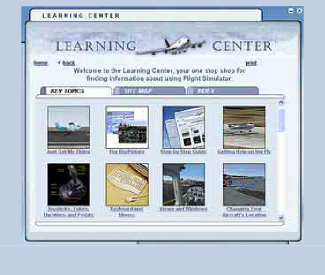 LEARNING CENTER
LEARNING CENTER
home back print
Welcome to the Learning Center, your one stop shop for
finding information about using Flight Simulator.
KEY TOPICS SITE MAP INDEX
Just Get Me Flying The Big Picture Step-by-Step Guide Getting Help on the Fly
Joysticks, Yokes, Keyboard and Views and Windows Changing Your
Throttles and Pedals Mouse Aircraft's Location